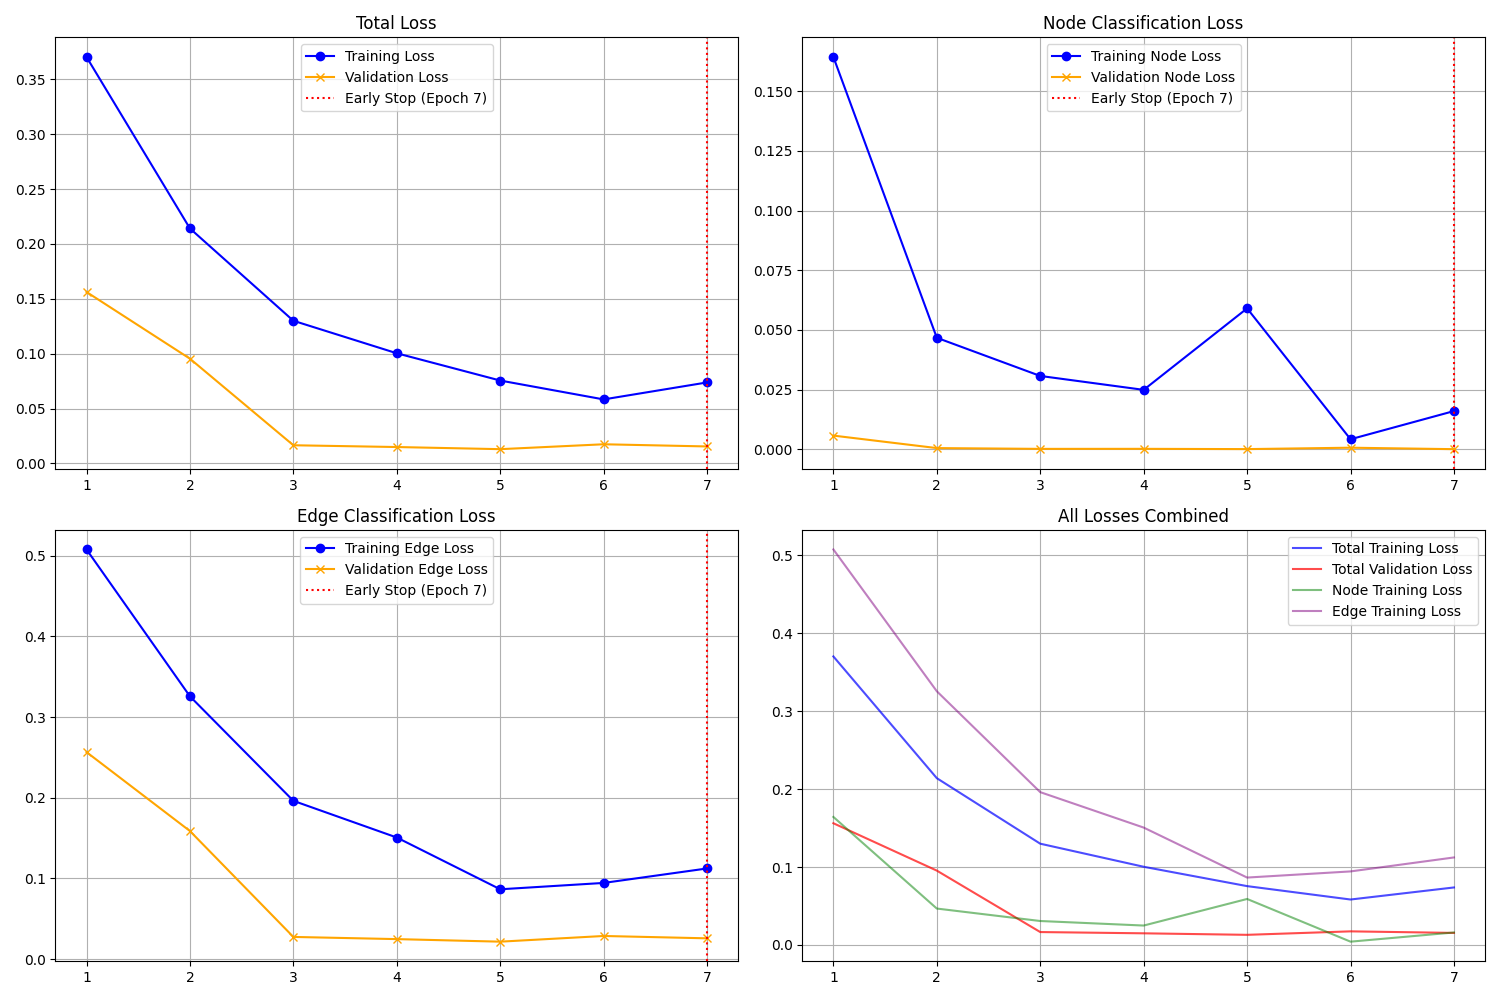 Total Loss
Training Loss
Validation Loss
Early Stop (Epoch 7)
0.35
0.30
0.25
0.20
0.15
0.10
0.05
0.00
1 2 3 4 5 6 7
Node Classification Loss
Training Node Loss
Validation Node Loss
Early Stop (Epoch 7)
0.150
0.125
0.100
0.075
0.050
0.025
0.000
1 2 3 4 5 6 7
Edge Classification Loss
Training Edge Loss
Validation Edge Loss
Early Stop (Epoch 7)
0.5
0.4
0.3
0.2
0.1
0.0
1 2 3 4 5 6 7
All Losses Combined
Total Training Loss
Total Validation Loss
Node Training Loss
Edge Training Loss
0.5
0.4
0.3
0.2
0.1
0.0
1 2 3 4 5 6 7